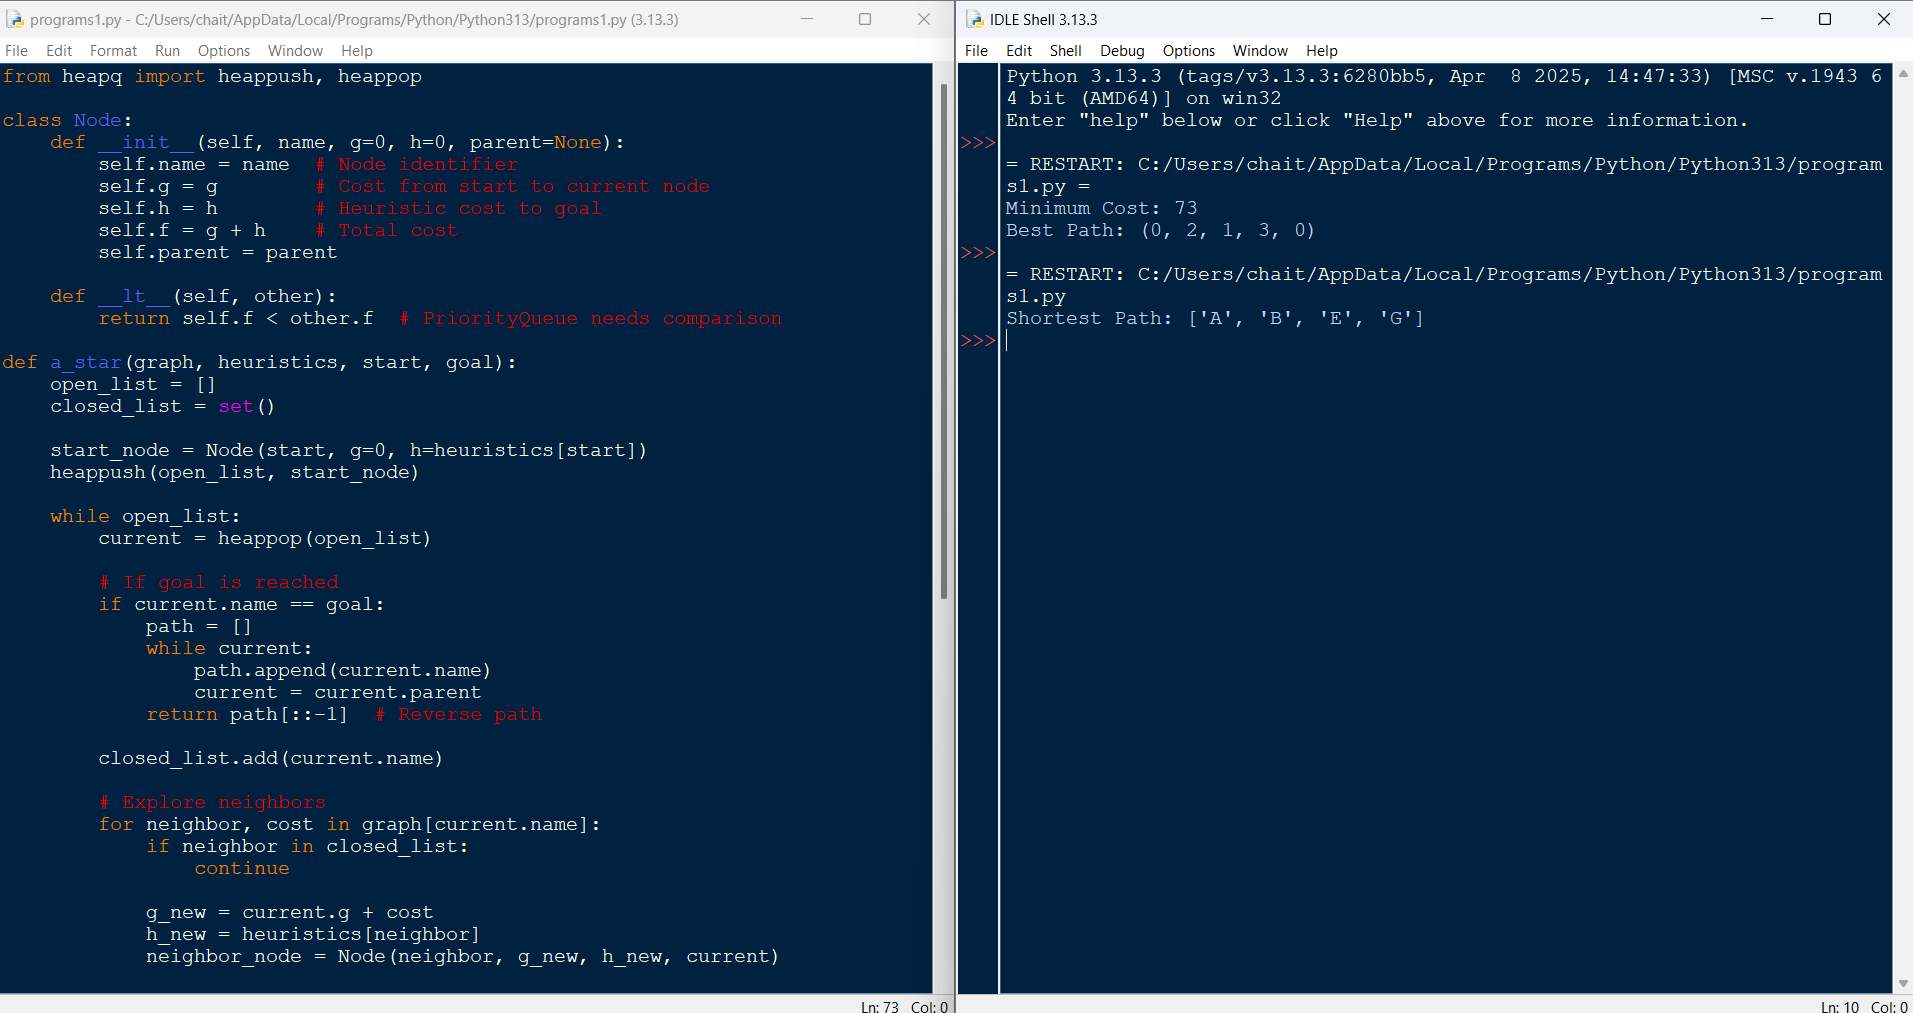 programs1.py - C:/Users/chait/AppData/Local/Programs/Python/Python313/programs1.py (3.13.3)
File Edit Format Run Options Window Help
from heapq import heappush, heappop

class Node:
    def __init__(self, name, g=0, h=0, parent=None):
        self.name = name  # Node identifier
        self.g = g        # Cost from start to current node
        self.h = h        # Heuristic cost to goal
        self.f = g + h    # Total cost
        self.parent = parent

    def __lt__(self, other):
        return self.f < other.f  # PriorityQueue needs comparison

def a_star(graph, heuristics, start, goal):
    open_list = []
    closed_list = set()

    start_node = Node(start, g=0, h=heuristics[start])
    heappush(open_list, start_node)

    while open_list:
        current = heappop(open_list)

        # If goal is reached
        if current.name == goal:
            path = []
            while current:
                path.append(current.name)
                current = current.parent
            return path[::-1]  # Reverse path

        closed_list.add(current.name)

        # Explore neighbors
        for neighbor, cost in graph[current.name]:
            if neighbor in closed_list:
                continue

            g_new = current.g + cost
            h_new = heuristics[neighbor]
            neighbor_node = Node(neighbor, g_new, h_new, current)
Ln: 73 Col: 0
IDLE Shell 3.13.3
File Edit Shell Debug Options Window Help
Python 3.13.3 (tags/v3.13.3:6280bb5, Apr  8 2025, 14:47:33) [MSC v.1943 6
4 bit (AMD64)] on win32
Enter "help" below or click "Help" above for more information.
>>>
= RESTART: C:/Users/chait/AppData/Local/Programs/Python/Python313/program
s1.py =
Minimum Cost: 73
Best Path: (0, 2, 1, 3, 0)
>>>
= RESTART: C:/Users/chait/AppData/Local/Programs/Python/Python313/program
s1.py
Shortest Path: ['A', 'B', 'E', 'G']
>>>
Ln: 10 Col: 0